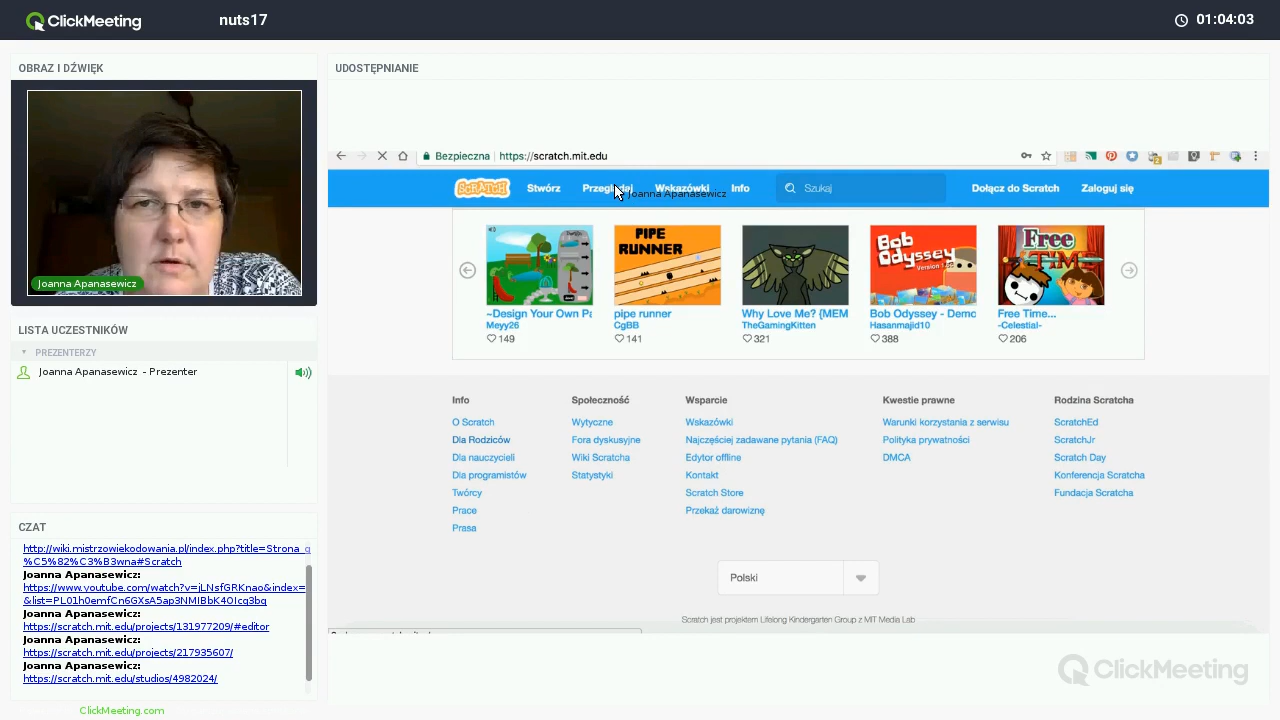 ClickMeeting
nuts17
01:04:03
OBRAZ I DŹWIĘK
Joanna Apanasewicz
LISTA UCZESTNIKÓW
PREZENTERZY
Joanna Apanasewicz - Prezenter
CZAT
http://wiki.mistrzowiekodowania.pl/index.php?title=Strona_g
%C5%82%C3%B3wna#Scratch
Joanna Apanasewicz:
https://www.youtube.com/watch?v=jLNsfGRKnao&index=
&list=PL01h0emfCn6GXsA5ap3NMIBbK4OIcq3bq
Joanna Apanasewicz:
https://scratch.mit.edu/projects/131977209/#editor
Joanna Apanasewicz:
https://scratch.mit.edu/projects/217935607/
Joanna Apanasewicz:
https://scratch.mit.edu/studios/4982024/
ClickMeeting.com
UDOSTĘPNIANIE
Bezpieczna https://scratch.mit.edu
SCRATCH Stwórz Przeglądaj Wskazówki Info Szukaj Dołącz do Scratch Zaloguj się
Joanna Apanasewicz
PIPE RUNNER
Bob Odyssey
Free TIME
~Design Your Own Pa pipe runner Why Love Me? {MEM Bob Odyssey - Demo Free Time...
Meyy26 CgBB TheGamingKitten Hasanmajid10 -Celestial-
149 141 321 388 206
Info Społeczność Wsparcie Kwestie prawne Rodzina Scratcha
O Scratch Wytyczne Wskazówki Warunki korzystania z serwisu ScratchEd
Dla Rodziców Fora dyskusyjne Najczęściej zadawane pytania (FAQ) Polityka prywatności ScratchJr
Dla nauczycieli Wiki Scratcha Edytor offline DMCA Scratch Day
Dla programistów Statystyki Kontakt Konferencja Scratcha
Twórcy Scratch Store Fundacja Scratcha
Prace Przekaż darowiznę
Prasa
Polski
Scratch jest projektem Lifelong Kindergarten Group z MIT Media Lab
ClickMeeting